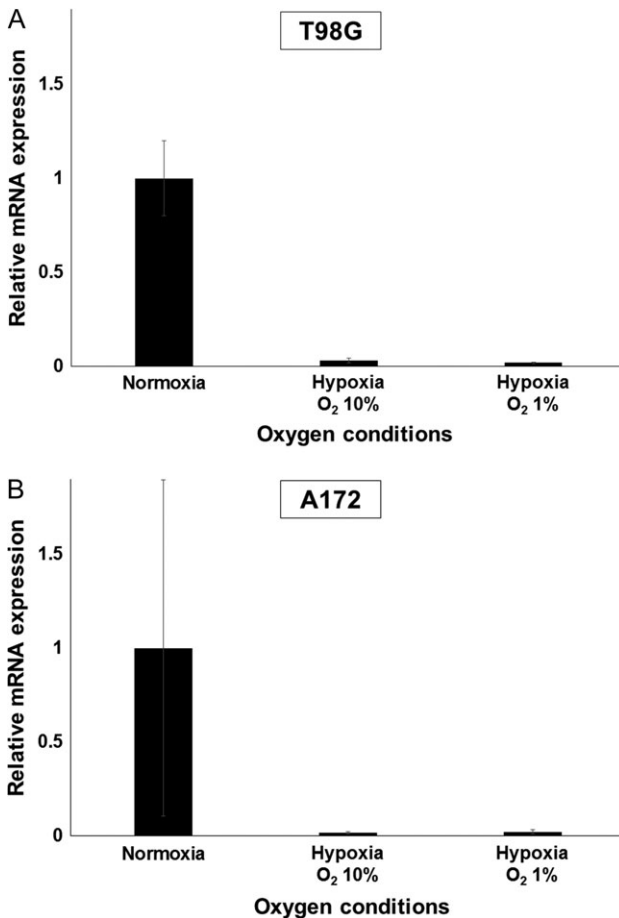 A
T98G
Relative mRNA expression
1.5
1
0.5
0
Normoxia
Hypoxia
O₂ 10%
Hypoxia
O₂ 1%
Oxygen conditions
B
A172
Relative mRNA expression
1.5
1
0.5
0
Normoxia
Hypoxia
O₂ 10%
Hypoxia
O₂ 1%
Oxygen conditions